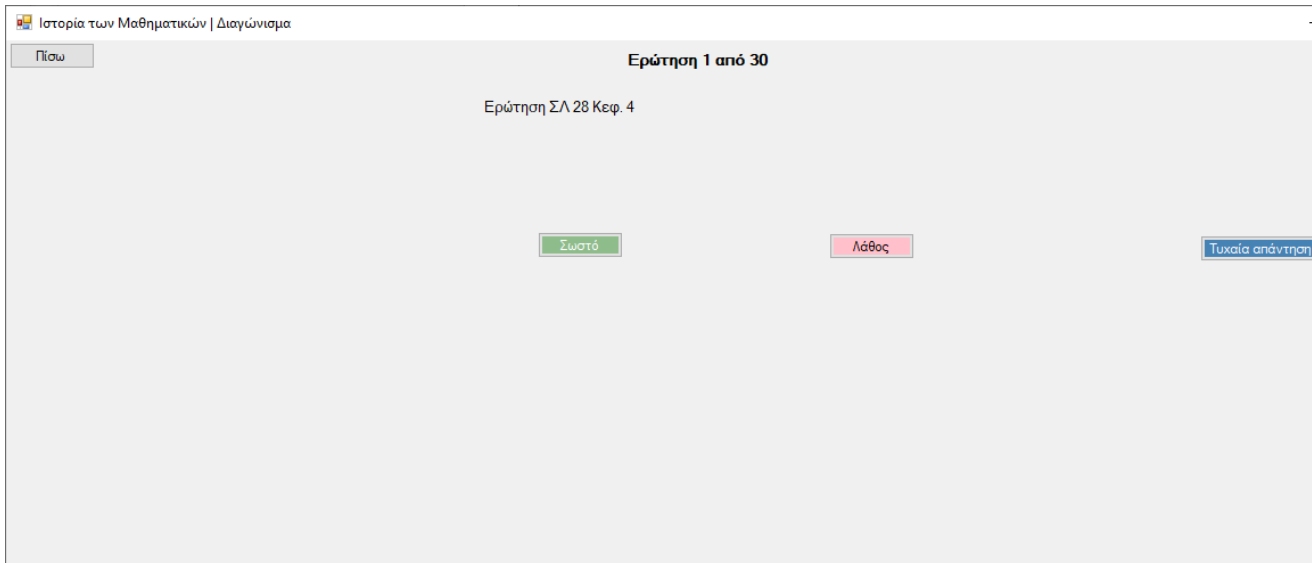 Ιστορία των Μαθηματικών | Διαγώνισμα
Πίσω
Ερώτηση 1 από 30
Ερώτηση ΣΛ 28 Κεφ. 4
Σωστό
Λάθος
Τυχαία απάντηση